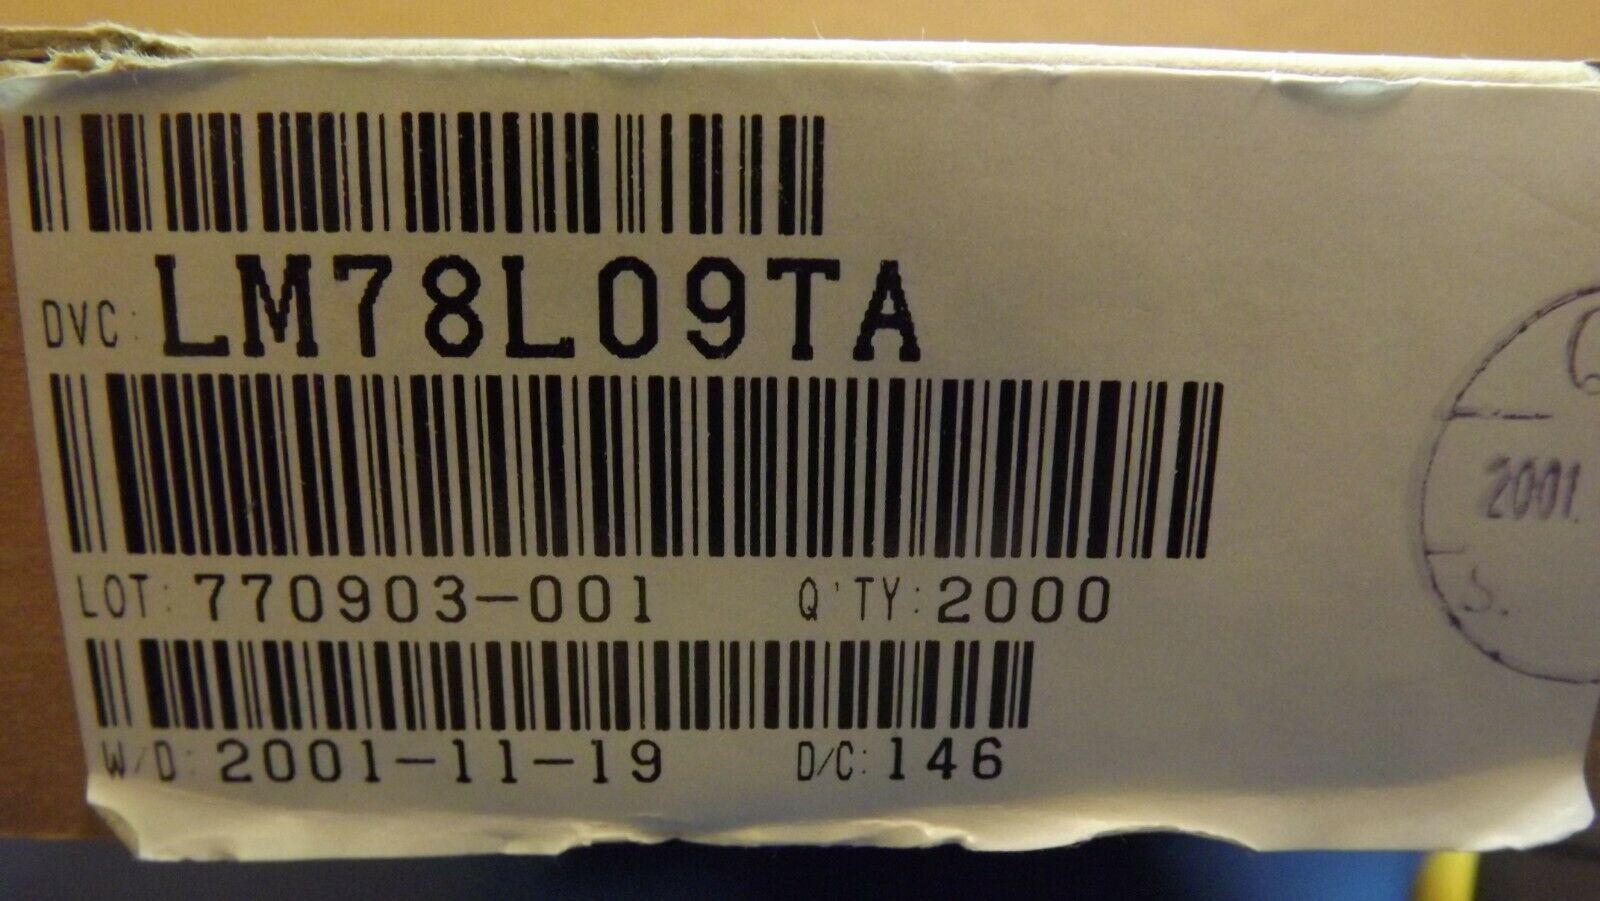 DVC: LM78L09TA
LOT: 770903-001 Q'TY: 2000
W/D: 2001-11-19 D/C: 146
2001.
S.